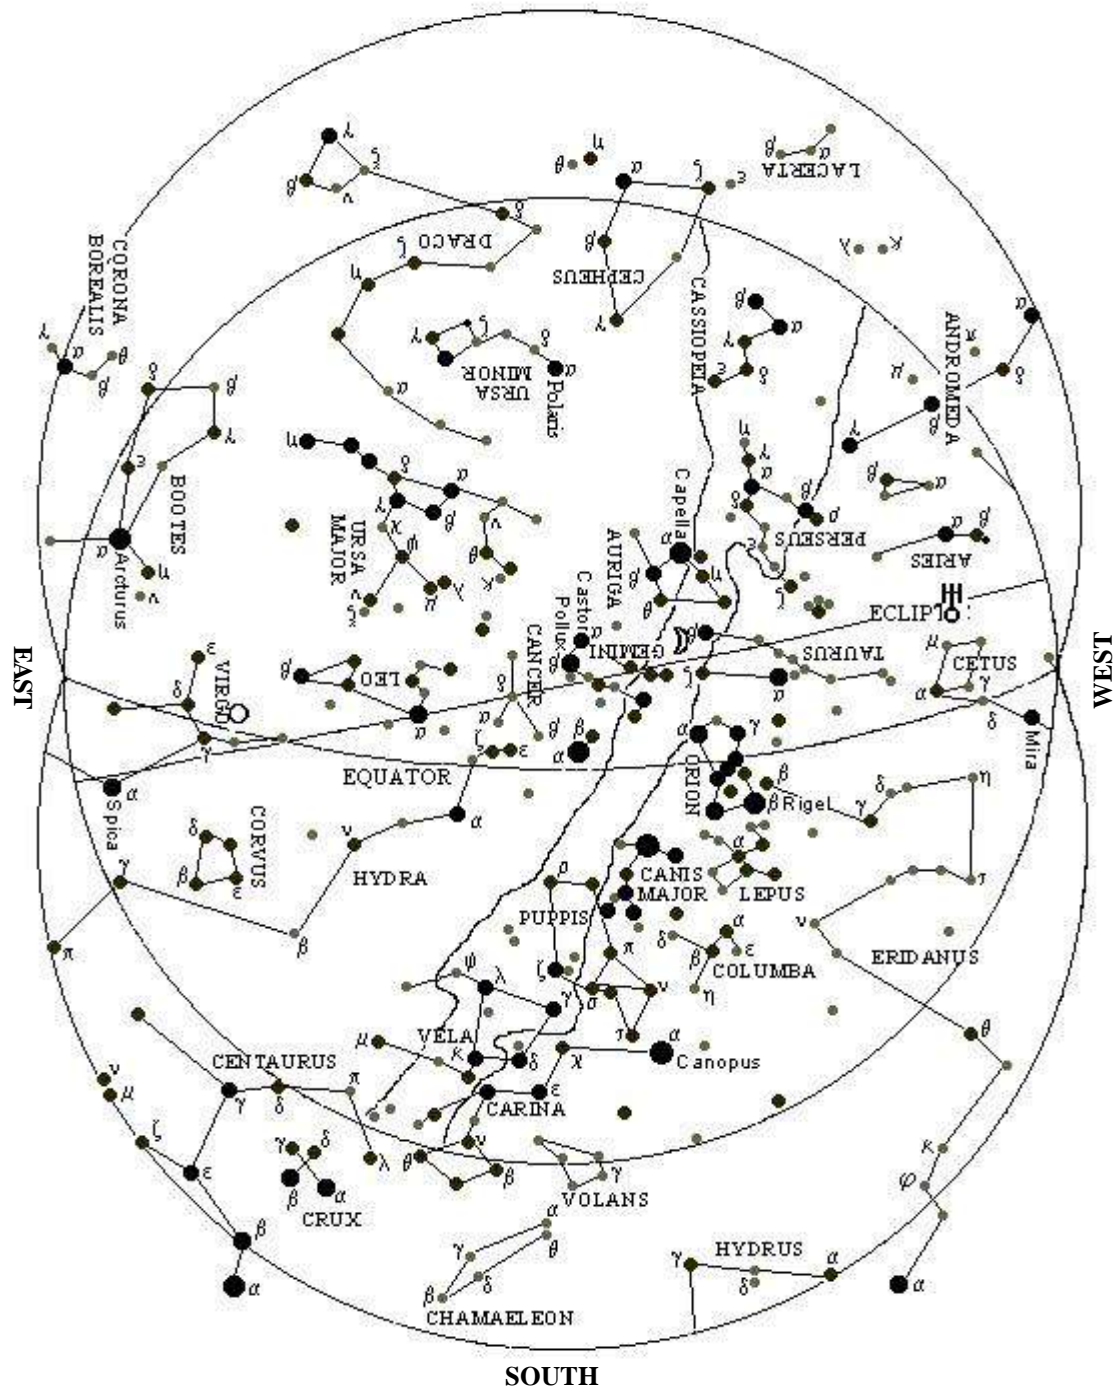 γ
β
ν
ξ
θ
η
α
ζ
ε
β
α
LACERTA
CORONA
BOREALIS
δ
DRACO
ζ
η
β
CEPHEUS
γ
λ
κ
CASSIOPEIA
β
α
γ
δ
ε
ANDROMEDA
α
π
δ
μ
β
γ
γ
α
β
θ
δ
β
γ
ε
BOOTES
α
Arcturus
η
ν
ζ
URSA
MINOR
δ
α
Polaris
α
η
δ
α
γ
β
χ
ψ
URSA
MAJOR
ν
ξ
μ
λ
υ
θ
κ
η
γ
α
δ
β
ρ
ε
PERSEUS
ζ
β
α
α
β
ARIES
Capella
α
AURIGA
β
η
θ
Castor
Pollux
α
β
GEMINI
β
TAURUS
ζ
α
ECLIPTIC
μ
CETUS
α
γ
δ
Mira
EAST
WEST
VIRGO
ε
δ
γ
α
Spica
β
LEO
α
CANCER
δ
α
β
ζ
ε
β
α
EQUATOR
α
γ
ORION
β
β Rigel
γ
δ
η
CORVUS
δ
β
ε
γ
π
HYDRA
ν
α
β
ρ
PUPPIS
CANIS
MAJOR
α
LEPUS
τ
ν
ERIDANUS
δ
α
β
ε
COLUMBA
η
π
ζ
σ
ν
τ
α
Canopus
θ
ψ
λ
γ
VELA
μ
κ
δ
χ
ε
CARINA
CENTAURUS
ν
μ
γ
δ
π
λ
ζ
ε
β
α
γ
δ
β
α
CRUX
θ
υ
β
VOLANS
γ
α
θ
γ
δ
β
CHAMAELEON
HYDRUS
γ
δ
α
κ
φ
α
SOUTH